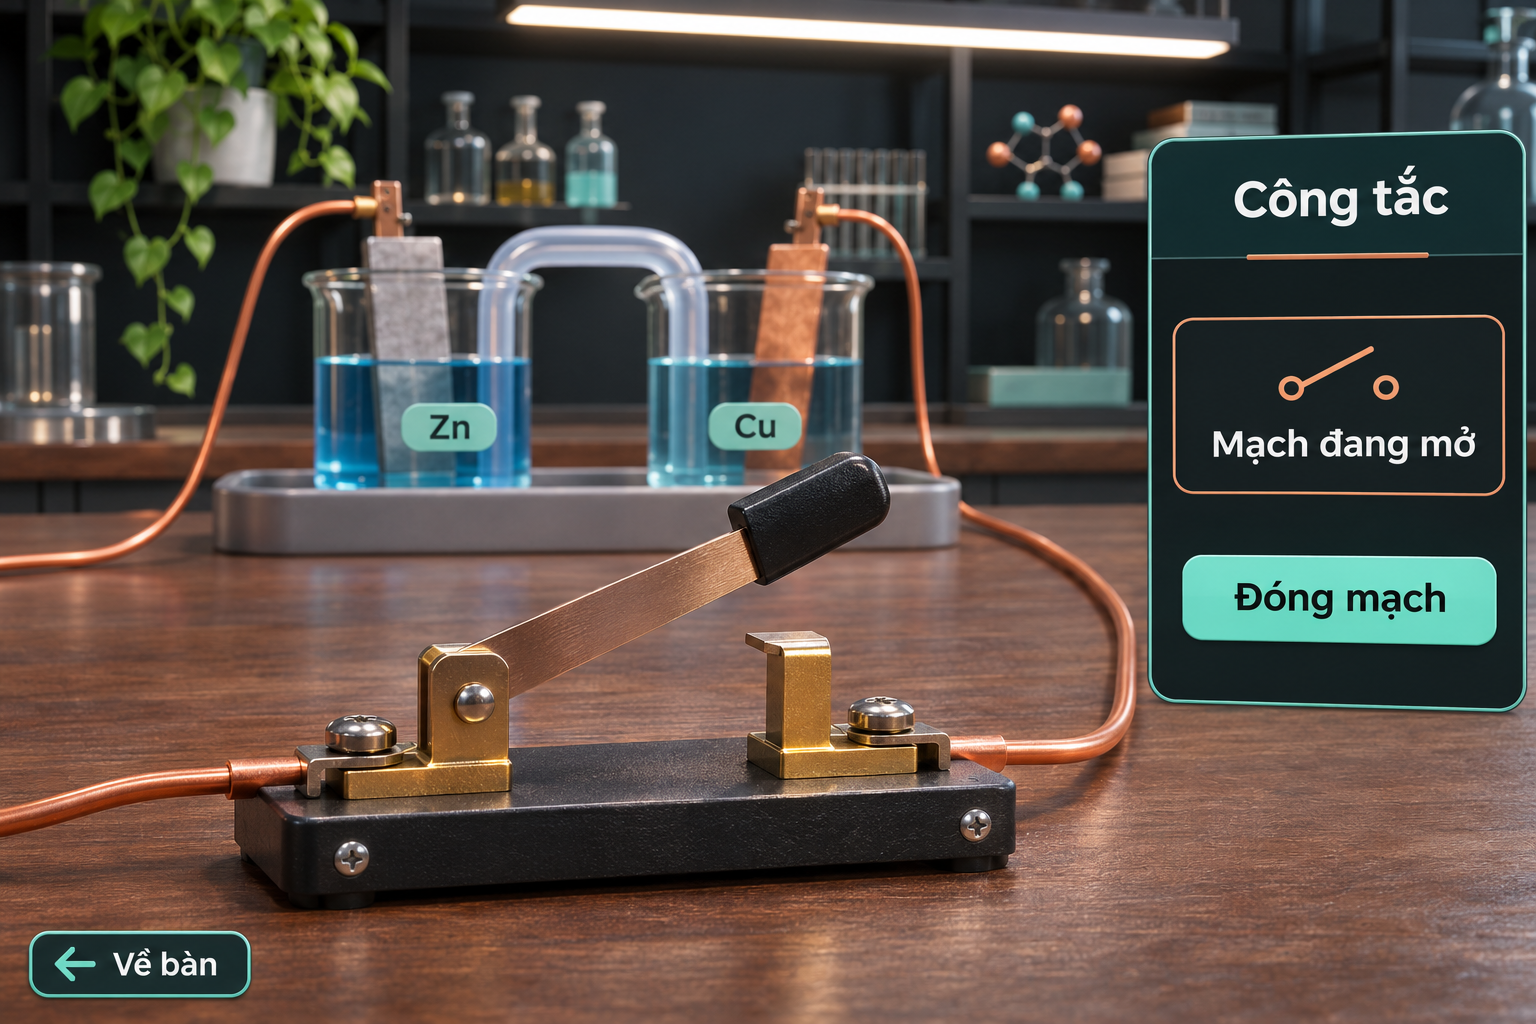 Công tắc
Zn
Cu
Mạch đang mở
Đóng mạch
Về bàn